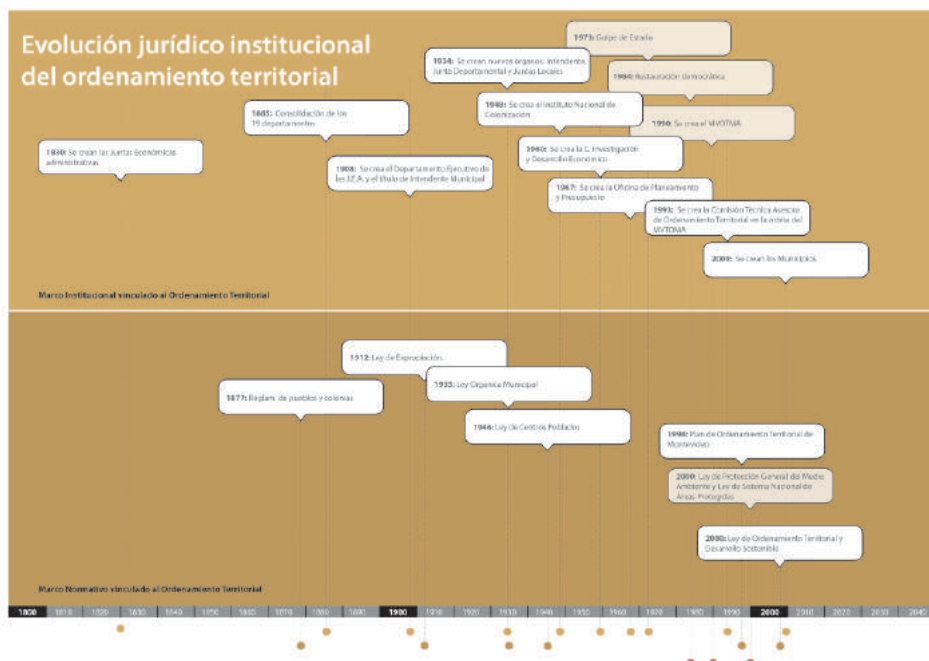 Evolución jurídico institucional
del ordenamiento territorial
1973: Golpe de Estado
1934: Se crean nuevos órganos: Intendente,
Junta Departamental y Juntas Locales
1984: Restauración democrática
1885: Consolidación de los
19 departamentos
1948: Se crea el Instituto Nacional de
Colonización
1990: Se crea el MVOTMA
1830: Se crean las Juntas Económicas
administrativas
1908: Se crea el Departamento Ejecutivo de
las J.E.A. y el título de Intendente Municipal
1960: Se crea la C. Investigación
y Desarrollo Económico
1967: Se crea la Oficina de Planeamiento
y Presupuesto
1993: Se crea la Comisión Técnica Asesora
de Ordenamiento Territorial en la órbita del
Se crean los Municipios
Marco Institucional vinculado al Ordenamiento Territorial
1912: Ley de Expropiación.
1935: Ley Orgánica Municipal
1877: Reglam. de pueblos y colonias
1946: Ley de Centros Poblados
1998: Plan de Ordenamiento Territorial de
Montevideo
2000: Ley de Protección General del Medio
Ambiente y Ley de Sistema Nacional de
Áreas Protegidas
2008: Ley de Ordenamiento Territorial y
Desarrollo Sostenible
Marco Normativo vinculado al Ordenamiento Territorial
1800 1810 1820 1830 1840 1850 1860 1870 1880 1890 1900 1910 1920 1930 1940 1950 1960 1970 1980 1990 2000 2010 2020 2030 2040